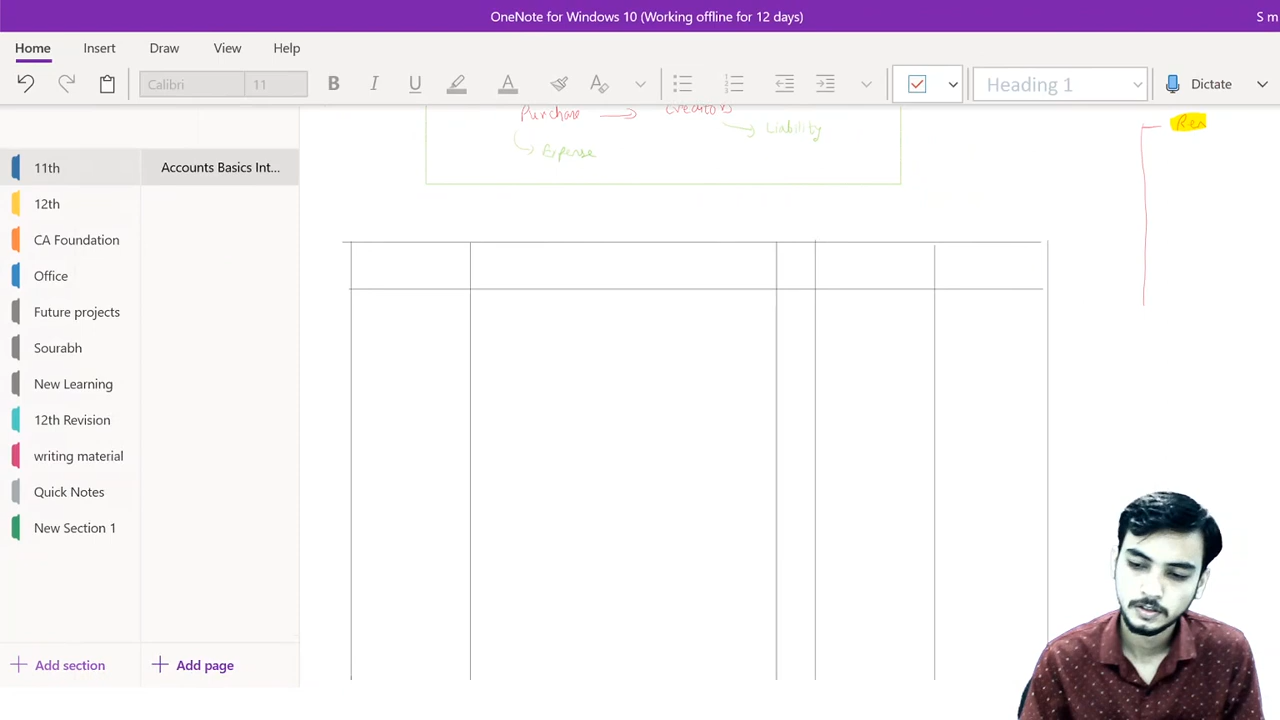 OneNote for Windows 10 (Working offline for 12 days)
S m
Home
Insert
Draw
View
Help
Calibri
11
B
I
U
A
A
Heading 1
Dictate
11th
12th
CA Foundation
Office
Future projects
Sourabh
New Learning
12th Revision
writing material
Quick Notes
New Section 1
Add section
Accounts Basics Int...
Add page
Purchase → Creditors
Liability
Expense